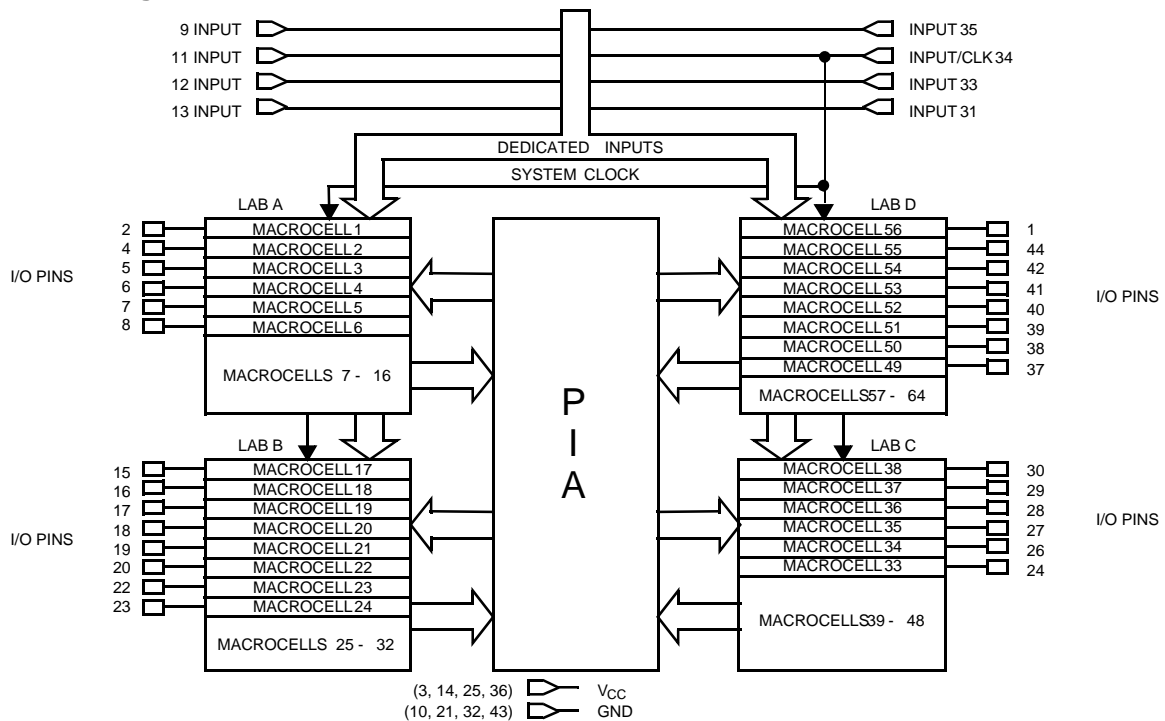 9 INPUT INPUT 35
11 INPUT INPUT/CLK 34
12 INPUT INPUT 33
13 INPUT INPUT 31
DEDICATED INPUTS
SYSTEM CLOCK
LAB A LAB D
2 MACROCELL 1 MACROCELL 56 1
4 MACROCELL 2 MACROCELL 55 44
5 MACROCELL 3 MACROCELL 54 42
I/O PINS I/O PINS
6 MACROCELL 4 MACROCELL 53 41
7 MACROCELL 5 MACROCELL 52 40
8 MACROCELL 6 MACROCELL 51 39
MACROCELL 50 38
MACROCELL 49 37
MACROCELLS 7 - 16
MACROCELLS 57 - 64
P
I
A
LAB B LAB C
15 MACROCELL 17 MACROCELL 38 30
16 MACROCELL 18 MACROCELL 37 29
17 MACROCELL 19 MACROCELL 36 28
18 MACROCELL 20 MACROCELL 35 27
I/O PINS I/O PINS
19 MACROCELL 21 MACROCELL 34 26
20 MACROCELL 22 MACROCELL 33 24
22 MACROCELL 23
23 MACROCELL 24
MACROCELLS 39 - 48
MACROCELLS 25 - 32
(3, 14, 25, 36) VCC
(10, 21, 32, 43) GND